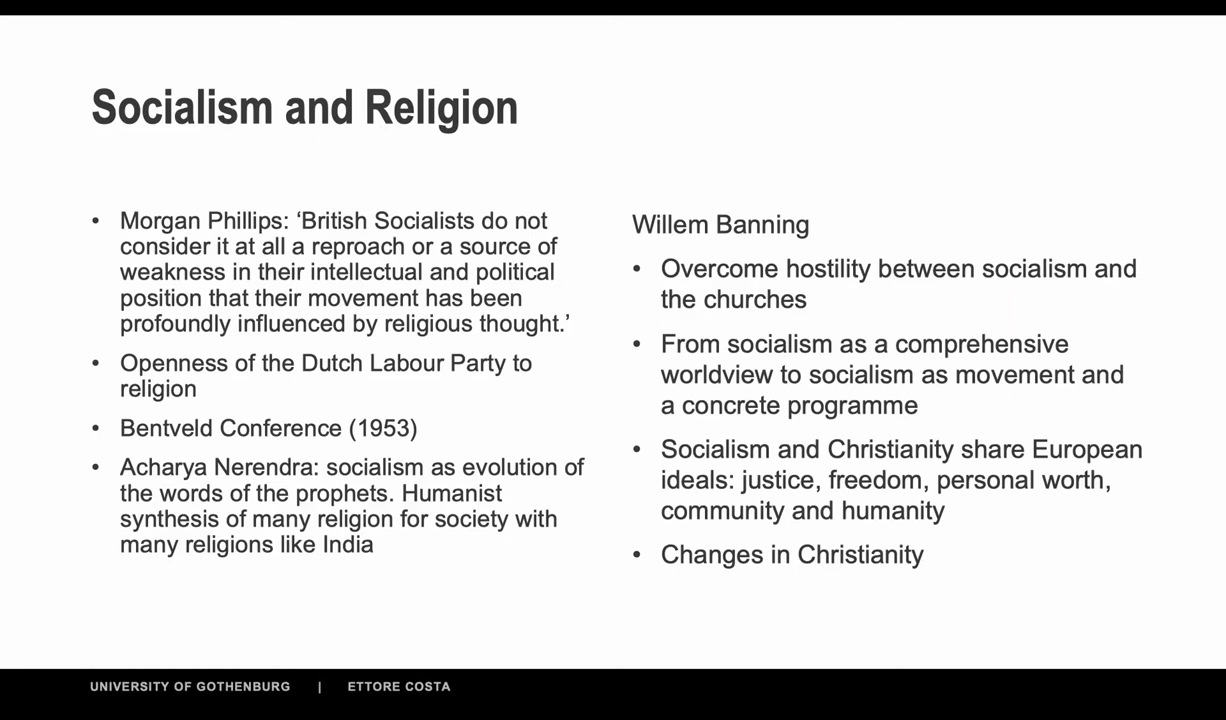 Socialism and Religion
• Morgan Phillips: ‘British Socialists do not
consider it at all a reproach or a source of
weakness in their intellectual and political
position that their movement has been
profoundly influenced by religious thought.’
• Openness of the Dutch Labour Party to
religion
• Bentveld Conference (1953)
• Acharya Nerendra: socialism as evolution of
the words of the prophets. Humanist
synthesis of many religion for society with
many religions like India
Willem Banning
• Overcome hostility between socialism and
the churches
• From socialism as a comprehensive
worldview to socialism as movement and
a concrete programme
• Socialism and Christianity share European
ideals: justice, freedom, personal worth,
community and humanity
• Changes in Christianity
UNIVERSITY OF GOTHENBURG | ETTORE COSTA